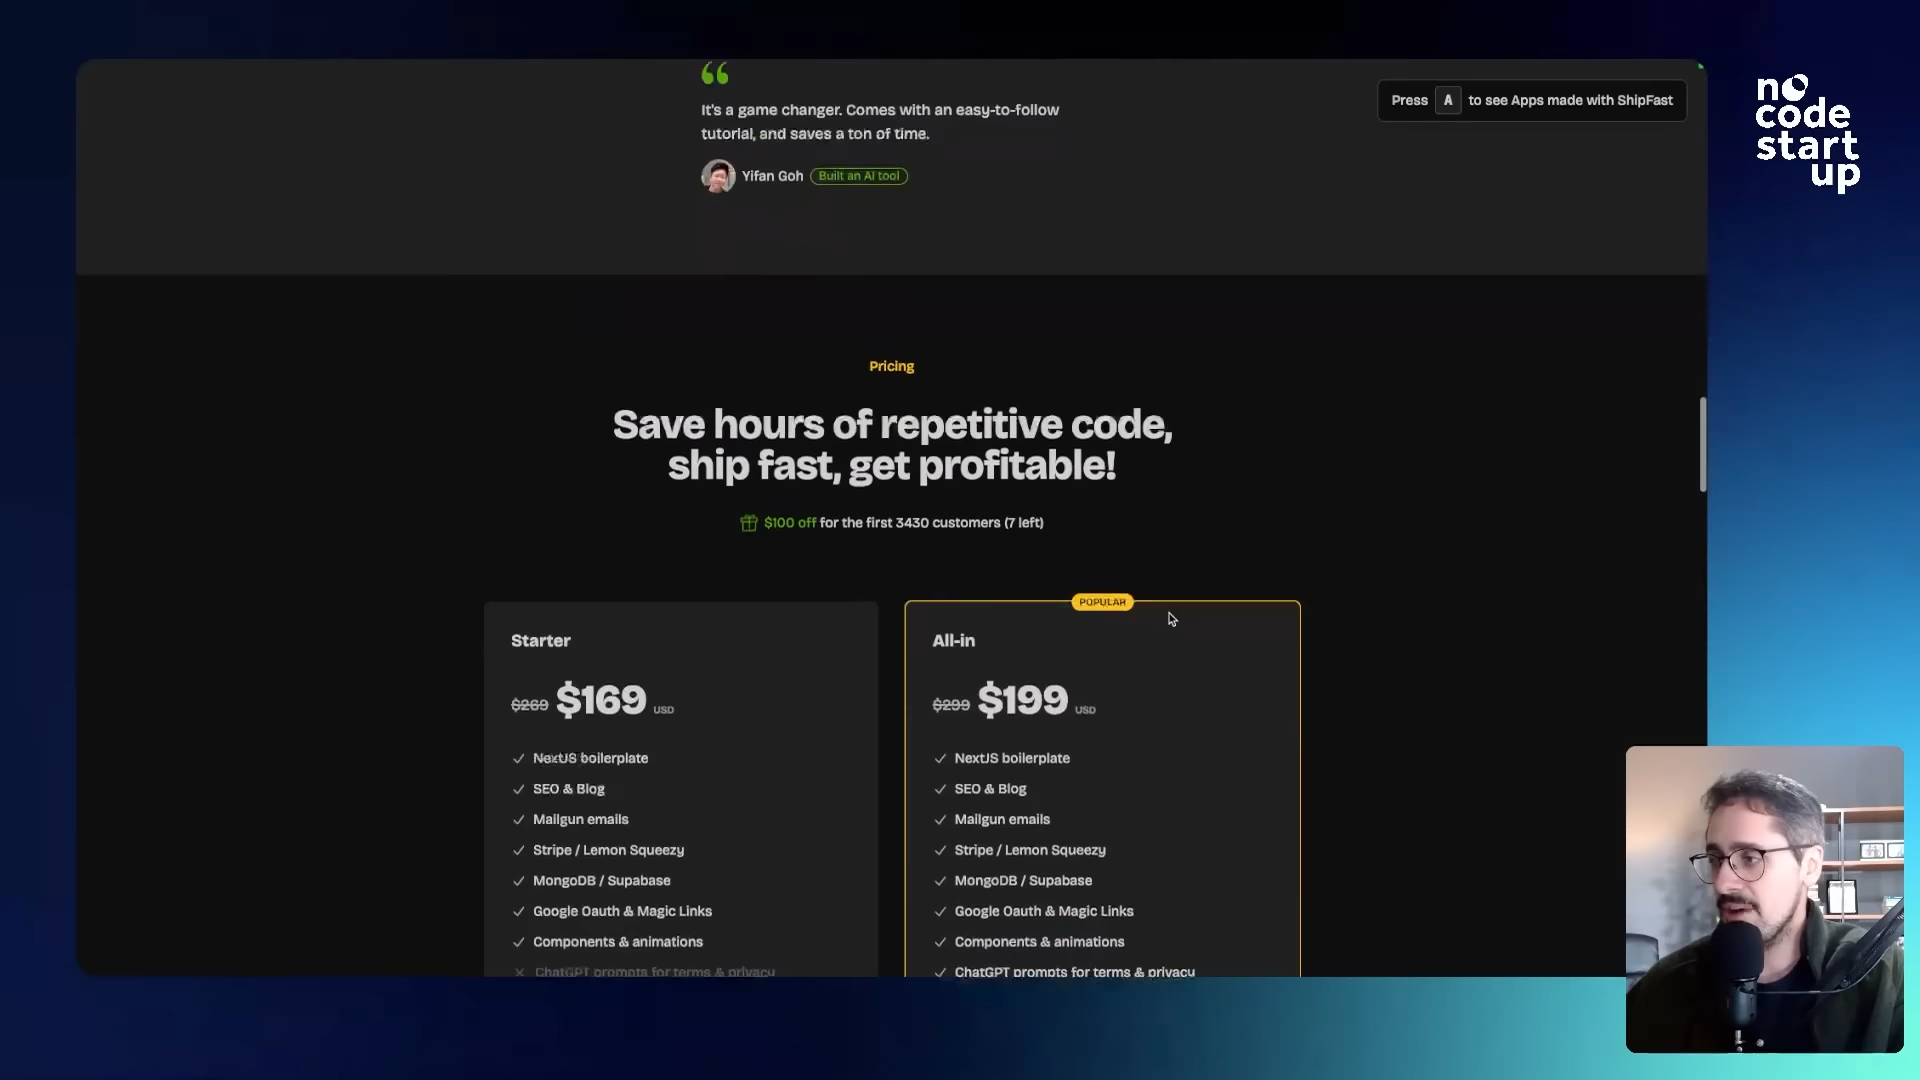 It's a game changer. Comes with an easy-to-follow
tutorial, and saves a ton of time.
Yifan Goh Built an AI tool
Press A to see Apps made with ShipFast
no
code
start
up
Pricing
Save hours of repetitive code,
ship fast, get profitable!
$100 off for the first 3430 customers (7 left)
Starter
$269 $169 USD
NextJS boilerplate
SEO & Blog
Mailgun emails
Stripe / Lemon Squeezy
MongoDB / Supabase
Google Oauth & Magic Links
Components & animations
ChatGPT prompts for terms & privacy
POPULAR
All-in
$299 $199 USD
NextJS boilerplate
SEO & Blog
Mailgun emails
Stripe / Lemon Squeezy
MongoDB / Supabase
Google Oauth & Magic Links
Components & animations
ChatGPT prompts for terms & privacy